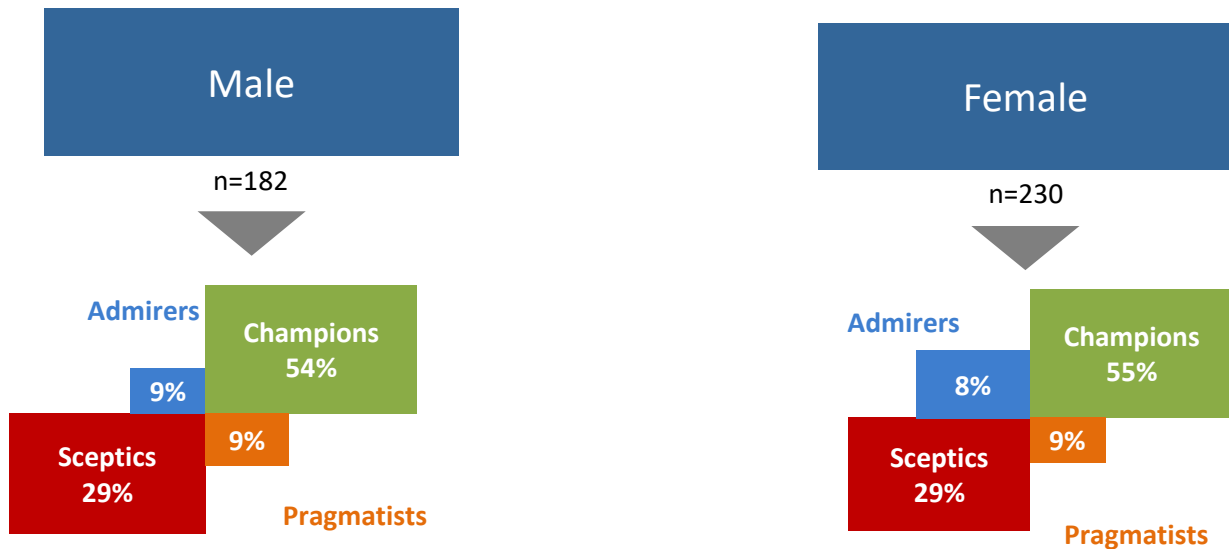 Male
n=182
Admirers
Champions
54%
9%
Sceptics
29%
9%
Pragmatists
Female
n=230
Admirers
Champions
55%
8%
Sceptics
29%
9%
Pragmatists